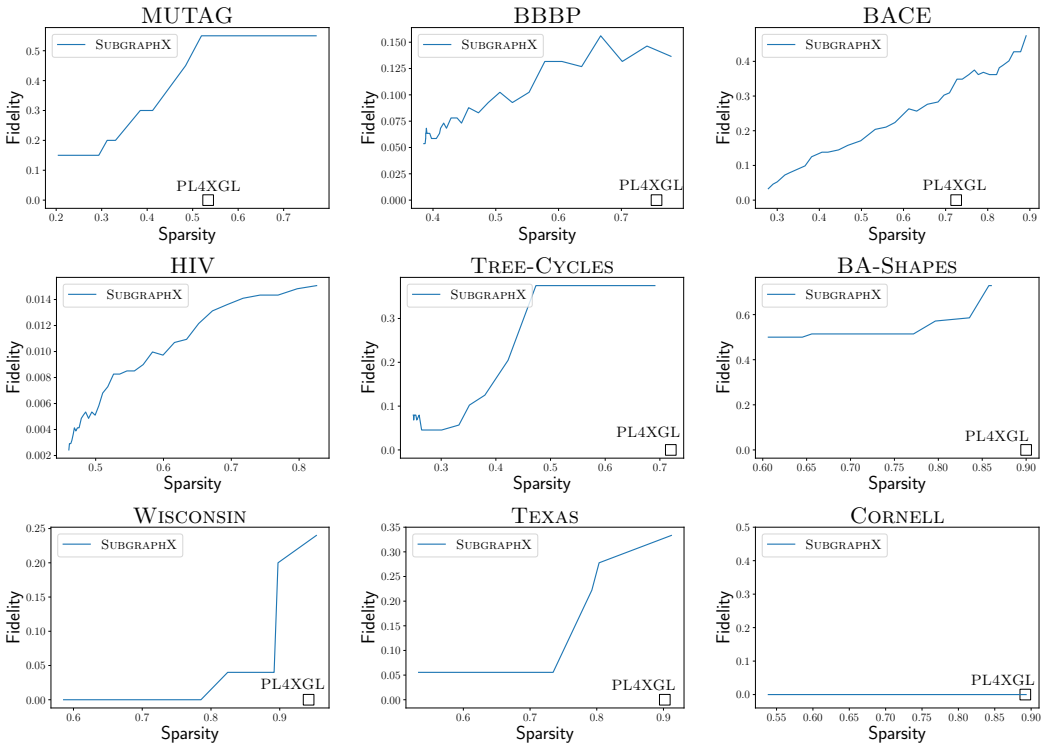 MUTAG
SUBGRAPHX
PL4XGL
0.5
0.4
0.3
0.2
0.1
0.0
Fidelity
0.2 0.3 0.4 0.5 0.6 0.7
Sparsity
BBBP
SUBGRAPHX
PL4XGL
0.150
0.125
0.100
0.075
0.050
0.025
0.000
Fidelity
0.4 0.5 0.6 0.7
Sparsity
BACE
SUBGRAPHX
PL4XGL
0.4
0.3
0.2
0.1
0.0
Fidelity
0.3 0.4 0.5 0.6 0.7 0.8 0.9
Sparsity
HIV
SUBGRAPHX
0.014
0.012
0.010
0.008
0.006
0.004
0.002
Fidelity
0.5 0.6 0.7 0.8
Sparsity
TREE-CYCLES
SUBGRAPHX
PL4XGL
0.3
0.2
0.1
0.0
Fidelity
0.3 0.4 0.5 0.6 0.7
Sparsity
BA-SHAPES
SUBGRAPHX
PL4XGL
0.6
0.4
0.2
0.0
Fidelity
0.60 0.65 0.70 0.75 0.80 0.85 0.90
Sparsity
WISCONSIN
SUBGRAPHX
PL4XGL
0.25
0.20
0.15
0.10
0.05
0.00
Fidelity
0.6 0.7 0.8 0.9
Sparsity
TEXAS
SUBGRAPHX
PL4XGL
0.35
0.30
0.25
0.20
0.15
0.10
0.05
0.00
Fidelity
0.6 0.7 0.8 0.9
Sparsity
CORNELL
SUBGRAPHX
PL4XGL
0.5
0.4
0.3
0.2
0.1
0.0
Fidelity
0.55 0.60 0.65 0.70 0.75 0.80 0.85 0.90
Sparsity